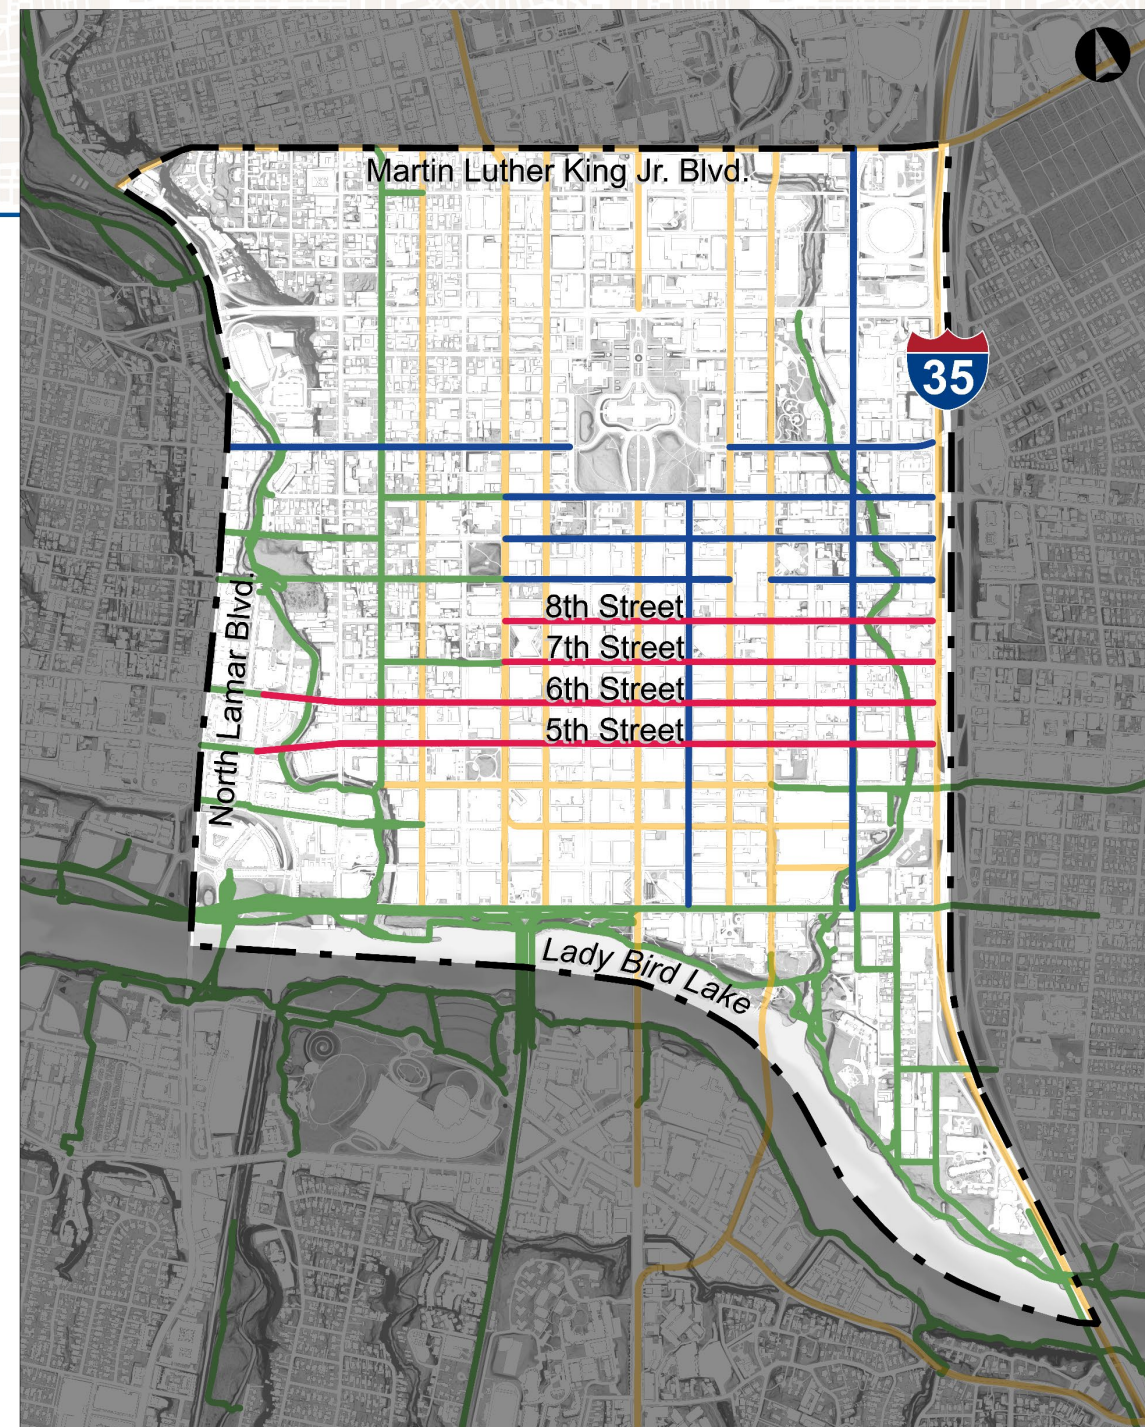 Martin Luther King Jr. Blvd.
35
North Lamar Blvd.
8th Street
7th Street
6th Street
5th Street
Lady Bird Lake